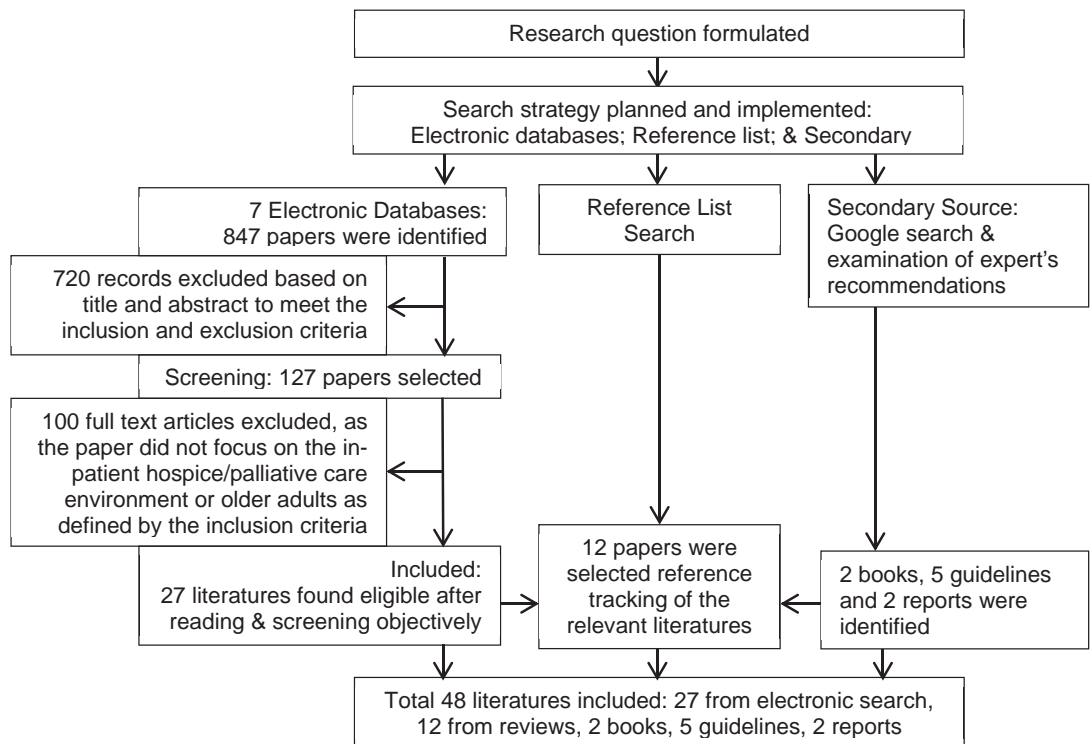 Research question formulated
Search strategy planned and implemented:
Electronic databases; Reference list; & Secondary
7 Electronic Databases:
847 papers were identified
Reference List
Search
Secondary Source:
Google search &
examination of expert's
recommendations
720 records excluded based on
title and abstract to meet the
inclusion and exclusion criteria
Screening: 127 papers selected
100 full text articles excluded, as
the paper did not focus on the in-
patient hospice/palliative care
environment or older adults as
defined by the inclusion criteria
Included:
27 literatures found eligible after
reading & screening objectively
12 papers were
selected reference
tracking of the
relevant literatures
2 books, 5 guidelines
and 2 reports were
identified
Total 48 literatures included: 27 from electronic search,
12 from reviews, 2 books, 5 guidelines, 2 reports